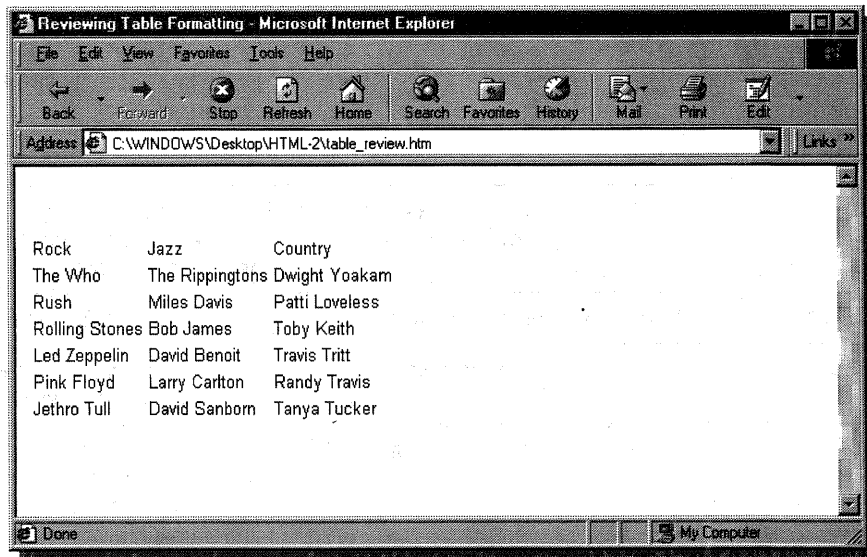 Reviewing Table Formatting - Microsoft Internet Explorer
File Edit View Favorites Tools Help
Back Forward Stop Refresh Home Search Favorites History Mail Print Edit
Address C:\WINDOWS\Desktop\HTML-2\table_review.htm Links »
Rock Jazz Country
The Who The Rippingtons Dwight Yoakam
Rush Miles Davis Patti Loveless
Rolling Stones Bob James Toby Keith
Led Zeppelin David Benoit Travis Tritt
Pink Floyd Larry Carlton Randy Travis
Jethro Tull David Sanborn Tanya Tucker
Done My Computer